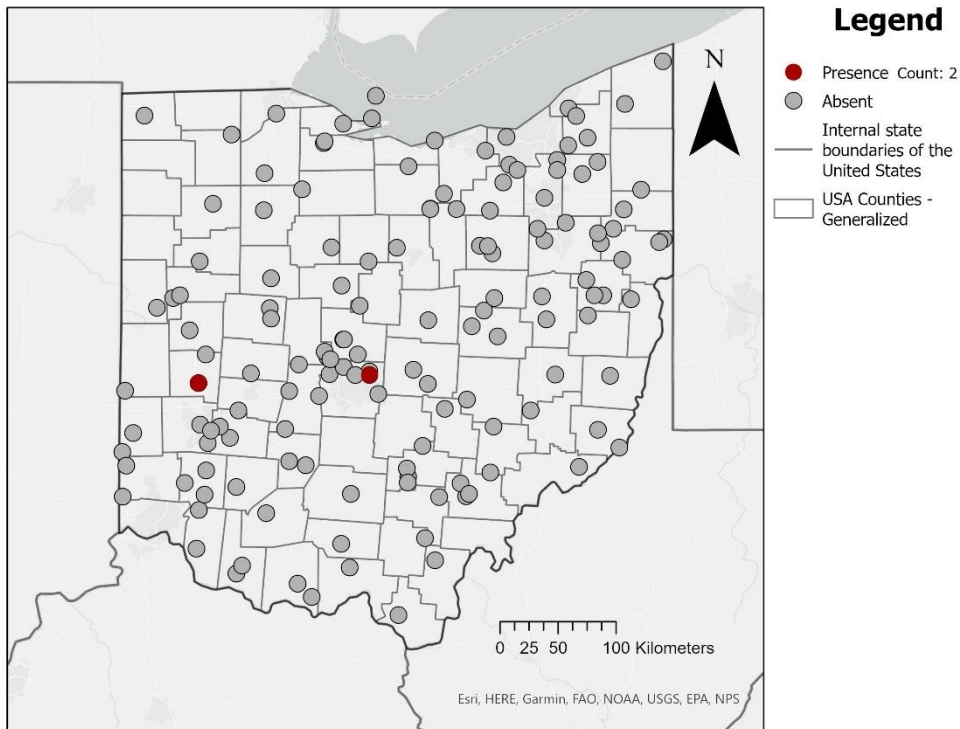 Legend
N
Presence Count: 2
Absent
Internal state
boundaries of the
United States
USA Counties -
Generalized
0 25 50 100 Kilometers
Esri, HERE, Garmin, FAO, NOAA, USGS, EPA, NPS